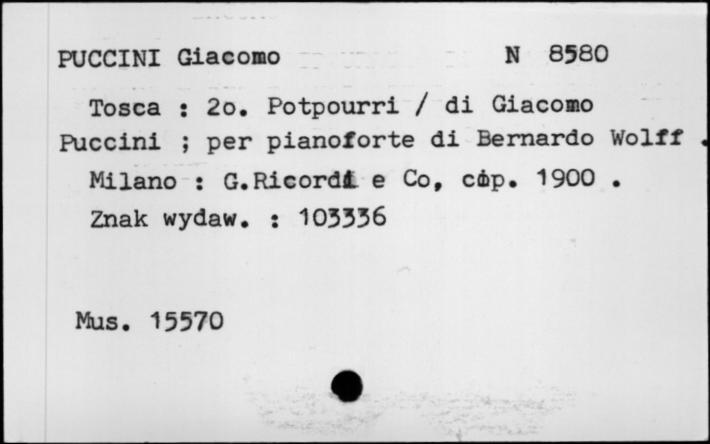 PUCCINI Giacomo N 8580
Tosca : 2o. Potpourri / di Giacomo
Puccini ; per pianoforte di Bernardo Wolff .
Milano : G.Ricordi e Co, cop. 1900 .
Znak wydaw. : 103336
Mus. 15570